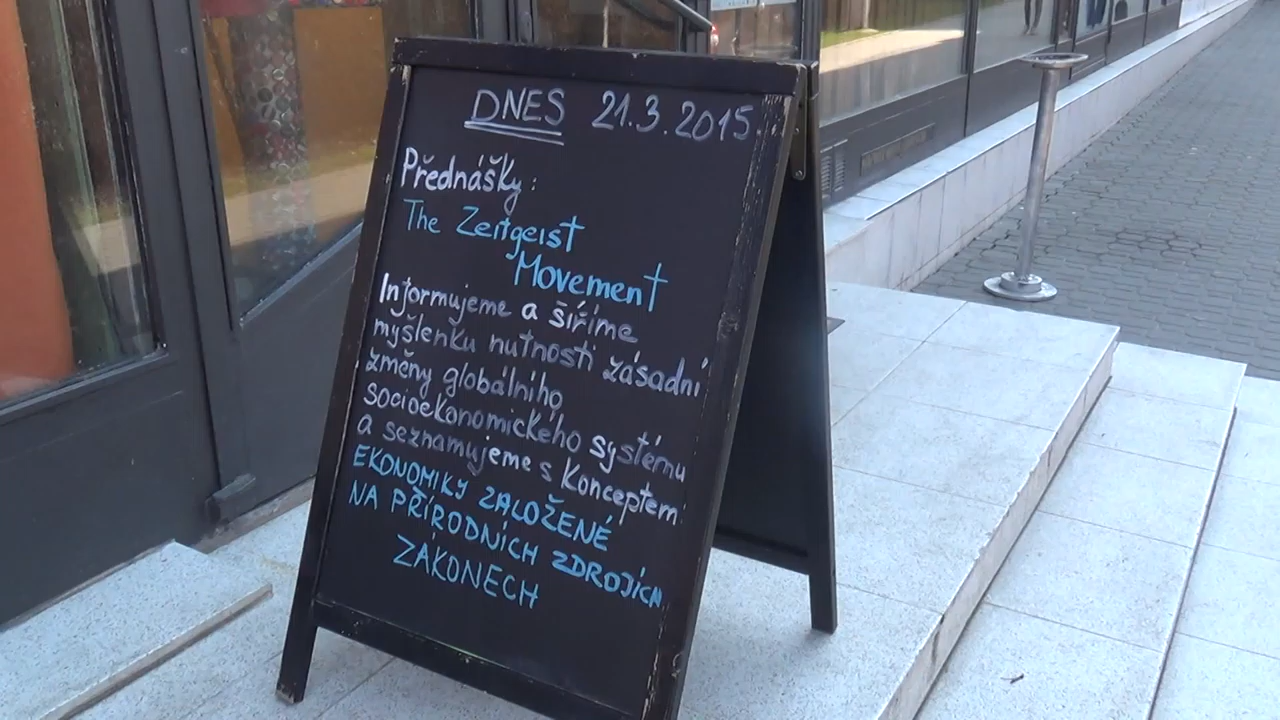 DNES 21.3.2015.
Přednášky:
The Zeitgeist
Movement
Informujeme a šíříme
myšlenku nutnosti zásadní
změny globálního
socioekonomického systému
a seznamujeme s konceptem
EKONOMIKY ZALOŽENÉ
NA PŘÍRODNÍCH ZDROJÍCH
ZÁKONECH